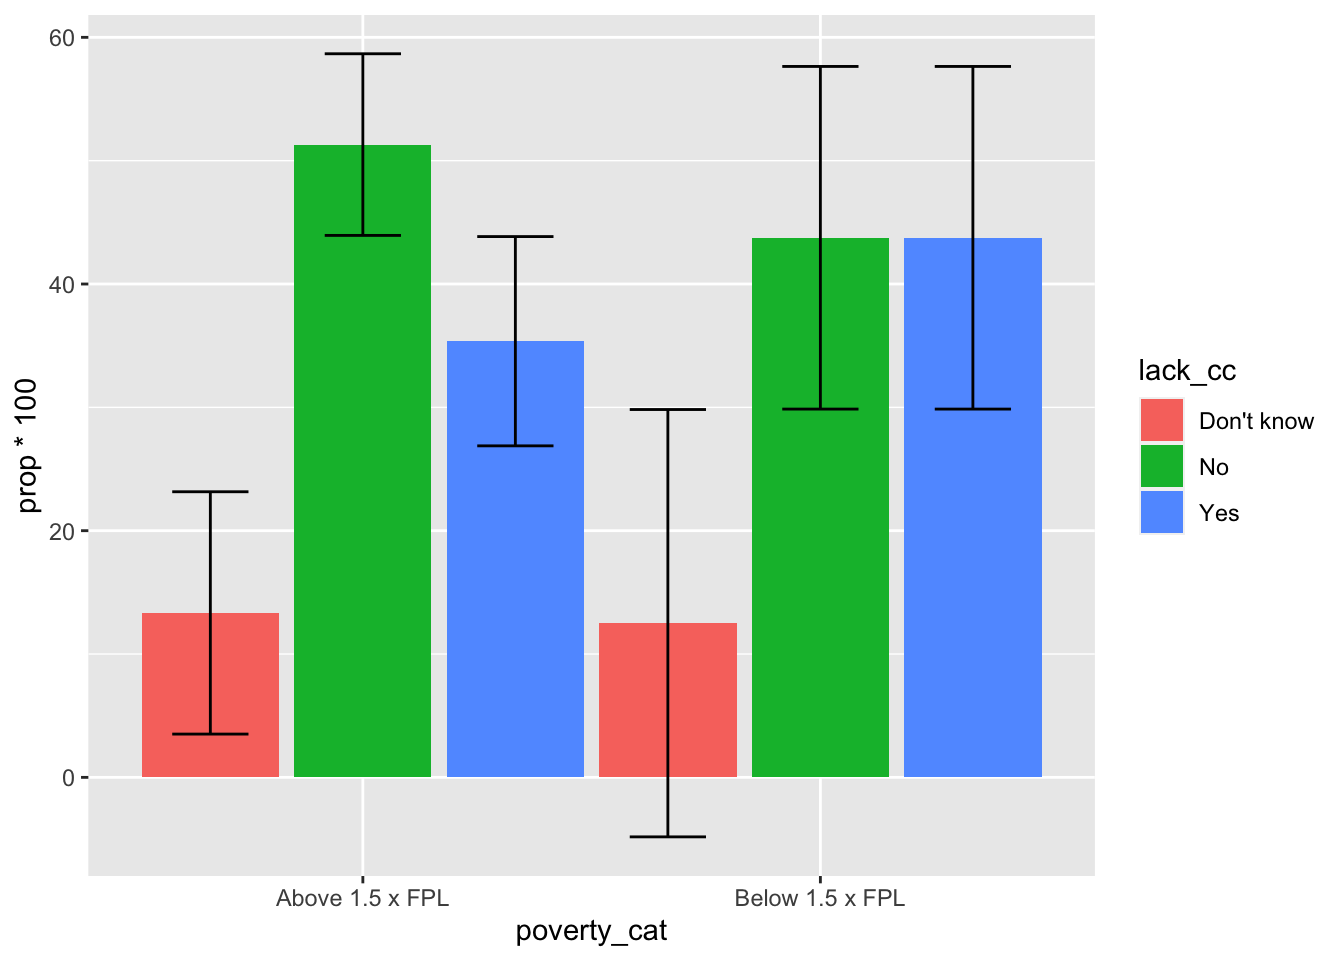 60
40
20
0
prop * 100
Above 1.5 x FPL
Below 1.5 x FPL
poverty_cat
lack_cc
Don't know
No
Yes